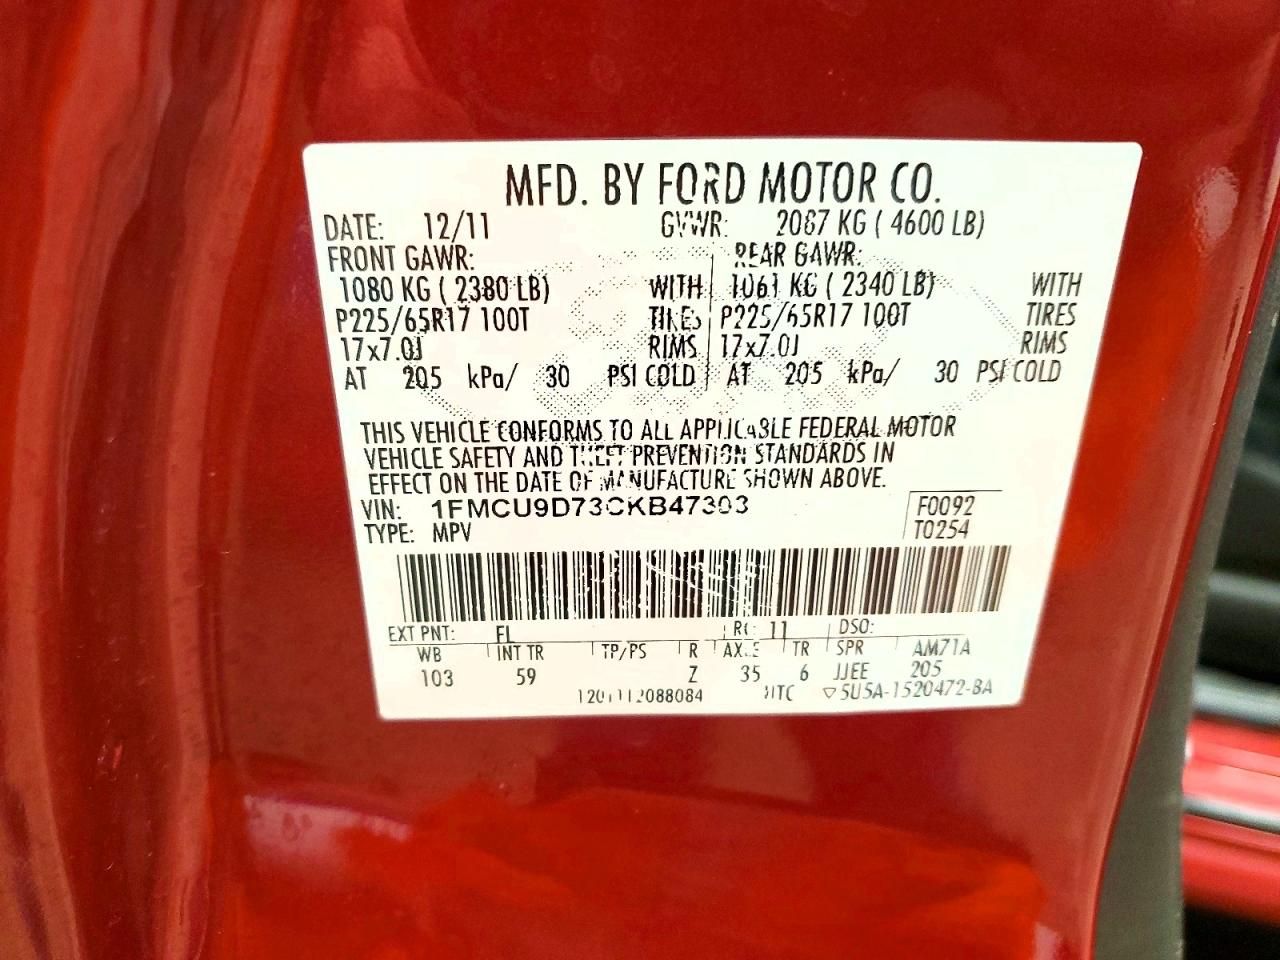 MFD. BY FORD MOTOR CO.
DATE: 12/11 GVWR: 2087 KG ( 4600 LB)
FRONT GAWR: REAR GAWR:
1080 KG ( 2380 LB) WITH 1061 KG ( 2340 LB) WITH
P225/65R17 100T TIRES P225/65R17 100T TIRES
17x7.0J RIMS 17x7.0J RIMS
AT 205 kPa/ 30 PSI COLD AT 205 kPa/ 30 PSI COLD
THIS VEHICLE CONFORMS TO ALL APPLICABLE FEDERAL MOTOR
VEHICLE SAFETY AND THEFT PREVENTION STANDARDS IN
EFFECT ON THE DATE OF MANUFACTURE SHOWN ABOVE.
VIN: 1FMCU9D73CKB47303 F0092
TYPE: MPV T0254
EXT PNT: FL RC: 11 DSO:
WB INT TR TP/PS R AXLE TR SPR AM71A
103 59 Z 35 6 JJEE 205
5U5A-1520472-BA